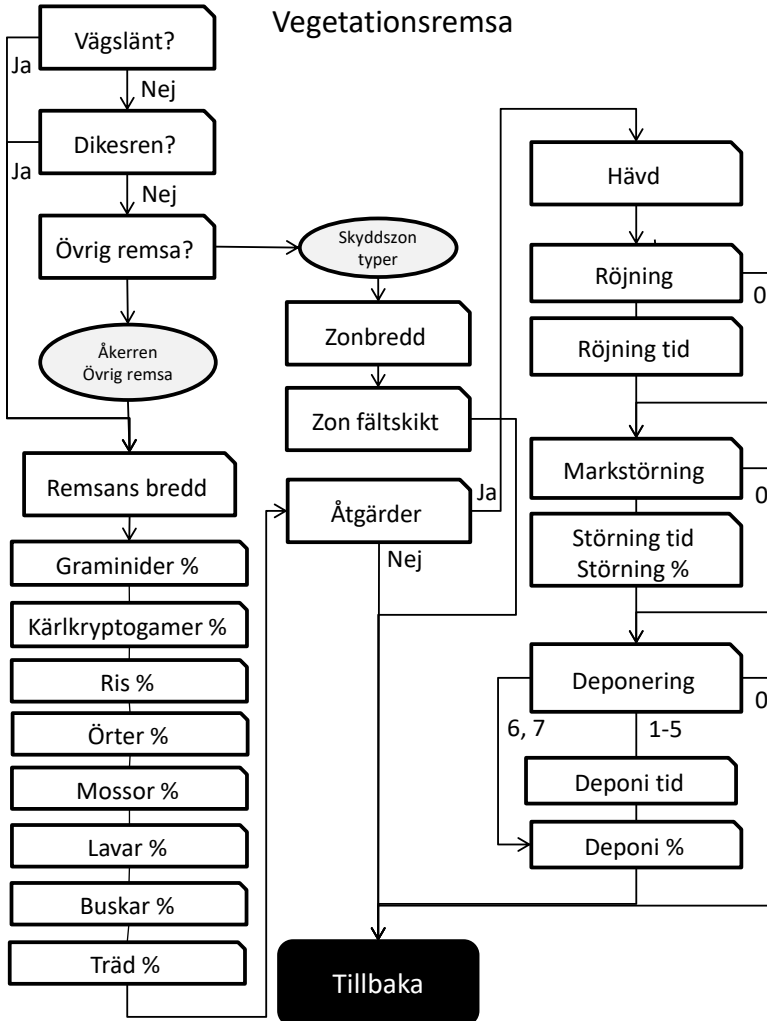 Vegetationsremsa
Vägslänt?
Ja
Nej
Dikesren?
Ja
Nej
Övrig remsa?
Åkerren
Övrig remsa
Remsans bredd
Graminider %
Kärlkryptogamer %
Ris %
Örter %
Mossor %
Lavar %
Buskar %
Träd %
Skyddszon
typer
Zonbredd
Zon fältskikt
Åtgärder
Ja
Nej
Tillbaka
Hävd
Röjning
0
Röjning tid
Markstörning
0
Störning tid
Störning %
Deponering
0
6, 7
1-5
Deponi tid
Deponi %